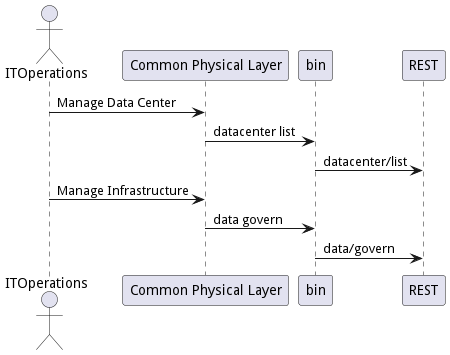 ITOperations
Common Physical Layer
bin
REST
Manage Data Center
datacenter list
datacenter/list
Manage Infrastructure
data govern
data/govern
ITOperations
Common Physical Layer
bin
REST